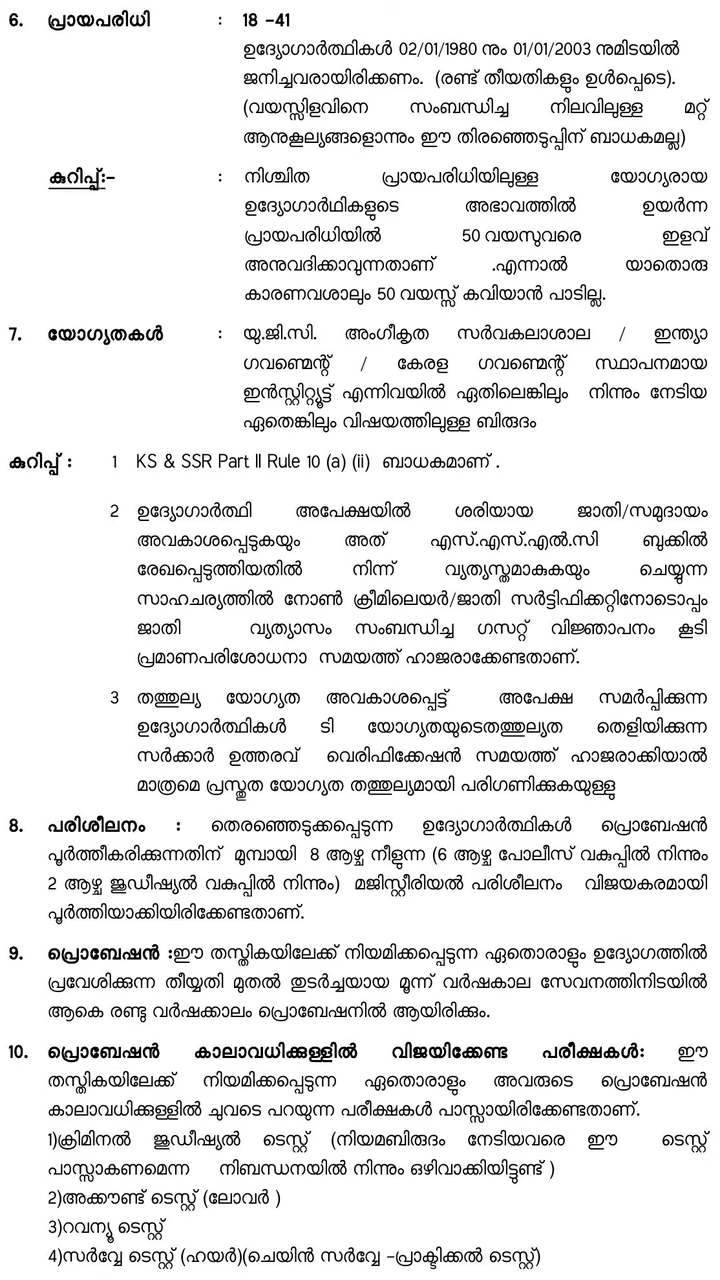 6. പ്രായപരിധി : 18 –41
ഉദ്യോഗാർത്ഥികൾ 02/01/1980 നും 01/01/2003 നുമിടയിൽ
ജനിച്ചവരായിരിക്കണം. (രണ്ട് തീയതികളും ഉൾപ്പെടെ).
(വയസ്സിളവിനെ സംബന്ധിച്ച നിലവിലുള്ള മറ്റ്
ആനുകൂല്യങ്ങളൊന്നും ഈ തിരഞ്ഞെടുപ്പിന് ബാധകമല്ല)
കുറിപ്പ്:– : നിശ്ചിത പ്രായപരിധിയിലുള്ള യോഗ്യരായ
ഉദ്യോഗാർഥികളുടെ അഭാവത്തിൽ ഉയർന്ന
പ്രായപരിധിയിൽ 50 വയസുവരെ ഇളവ്
അനുവദിക്കാവുന്നതാണ് .എന്നാൽ യാതൊരു
കാരണവശാലും 50 വയസ്സ് കവിയാൻ പാടില്ല.
7. യോഗ്യതകൾ : യു.ജി.സി. അംഗീകൃത സർവകലാശാല / ഇന്ത്യാ
ഗവണ്മെന്റ് / കേരള ഗവണ്മെന്റ് സ്ഥാപനമായ
ഇൻസ്റ്റിറ്റ്യൂട്ട് എന്നിവയിൽ ഏതിലെങ്കിലും നിന്നും നേടിയ
ഏതെങ്കിലും വിഷയത്തിലുള്ള ബിരുദം
കുറിപ്പ് : 1 KS & SSR Part II Rule 10 (a) (ii) ബാധകമാണ് .
2 ഉദ്യോഗാർത്ഥി അപേക്ഷയിൽ ശരിയായ ജാതി/സമുദായം
അവകാശപ്പെടുകയും അത് എസ്.എസ്.എൽ.സി ബുക്കിൽ
രേഖപ്പെടുത്തിയതിൽ നിന്ന് വ്യത്യസ്തമാകുകയും ചെയ്യുന്ന
സാഹചര്യത്തിൽ നോൺ ക്രീമിലെയർ/ജാതി സർട്ടിഫിക്കറ്റിനോടൊപ്പം
ജാതി വ്യത്യാസം സംബന്ധിച്ച ഗസറ്റ് വിജ്ഞാപനം കൂടി
പ്രമാണപരിശോധനാ സമയത്ത് ഹാജരാക്കേണ്ടതാണ്.
3 തത്തുല്യ യോഗ്യത അവകാശപ്പെട്ട് അപേക്ഷ സമർപ്പിക്കുന്ന
ഉദ്യോഗാർത്ഥികൾ ടി യോഗ്യതയുടെതത്തുല്യത തെളിയിക്കുന്ന
സർക്കാർ ഉത്തരവ് വെരിഫിക്കേഷൻ സമയത്ത് ഹാജരാക്കിയാൽ
മാത്രമെ പ്രസ്തുത യോഗ്യത തത്തുല്യമായി പരിഗണിക്കുകയുള്ളു
8. പരിശീലനം : തെരഞ്ഞെടുക്കപ്പെടുന്ന ഉദ്യോഗാർത്ഥികൾ പ്രൊബേഷൻ
പൂർത്തീകരിക്കുന്നതിന് മുമ്പായി 8 ആഴ്ച നീളുന്ന (6 ആഴ്ച പോലീസ് വകുപ്പിൽ നിന്നും
2 ആഴ്ച ജുഡീഷ്യൽ വകുപ്പിൽ നിന്നും) മജിസ്റ്റീരിയൽ പരിശീലനം വിജയകരമായി
പൂർത്തിയാക്കിയിരിക്കേണ്ടതാണ്.
9. പ്രൊബേഷൻ :ഈ തസ്തികയിലേക്ക് നിയമിക്കപ്പെടുന്ന ഏതൊരാളും ഉദ്യോഗത്തിൽ
പ്രവേശിക്കുന്ന തീയ്യതി മുതൽ തുടർച്ചയായ മൂന്ന് വർഷകാല സേവനത്തിനിടയിൽ
ആകെ രണ്ടു വർഷക്കാലം പ്രൊബേഷനിൽ ആയിരിക്കും.
10. പ്രൊബേഷൻ കാലാവധിക്കുള്ളിൽ വിജയിക്കേണ്ട പരീക്ഷകൾ: ഈ
തസ്തികയിലേക്ക് നിയമിക്കപ്പെടുന്ന ഏതൊരാളും അവരുടെ പ്രൊബേഷൻ
കാലാവധിക്കുള്ളിൽ ചുവടെ പറയുന്ന പരീക്ഷകൾ പാസ്സായിരിക്കേണ്ടതാണ്.
1)ക്രിമിനൽ ജുഡീഷ്യൽ ടെസ്റ്റ് (നിയമബിരുദം നേടിയവരെ ഈ ടെസ്റ്റ്
പാസ്സാകണമെന്ന നിബന്ധനയിൽ നിന്നും ഒഴിവാക്കിയിട്ടുണ്ട് )
2)അക്കൗണ്ട് ടെസ്റ്റ് (ലോവർ )
3)റവന്യൂ ടെസ്റ്റ്
4)സർവ്വേ ടെസ്റ്റ് (ഹയർ)(ചെയിൻ സർവ്വേ –പ്രാക്ടിക്കൽ ടെസ്റ്റ്)